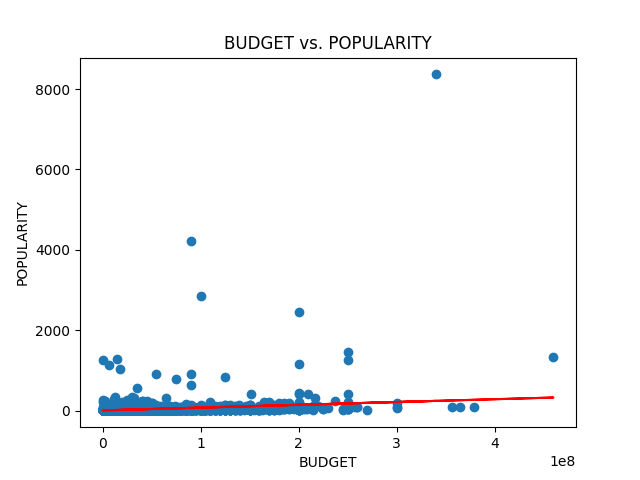 BUDGET vs. POPULARITY
8000
6000
4000
2000
0
POPULARITY
0 1 2 3 4
1e8
BUDGET